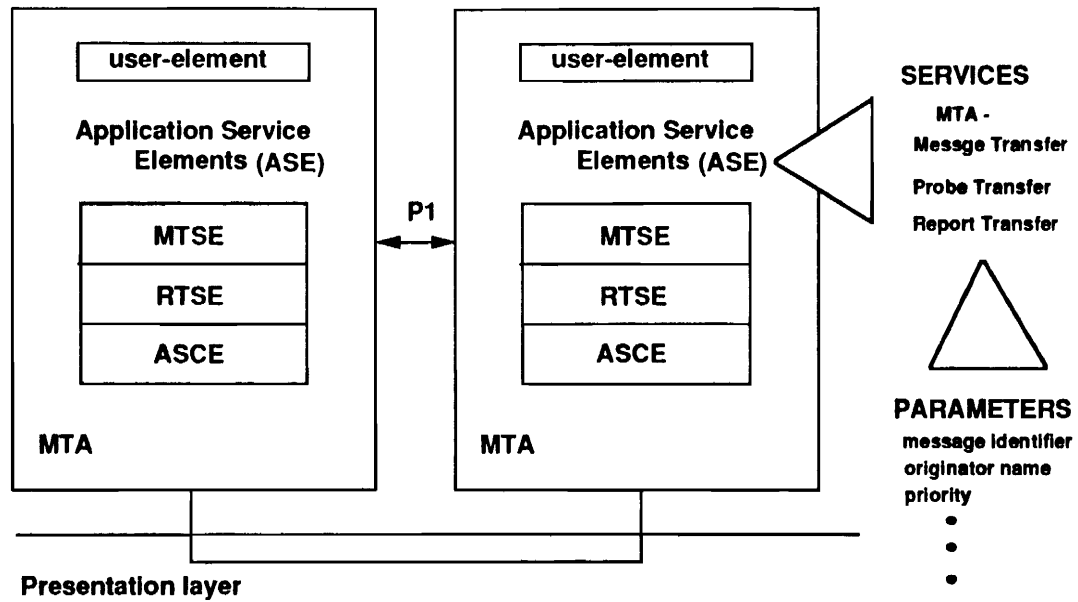 user-element
Application Service
Elements (ASE)
MTSE
RTSE
ASCE
MTA
P1
user-element
Application Service
Elements (ASE)
MTSE
RTSE
ASCE
MTA
SERVICES
MTA -
Messge Transfer
Probe Transfer
Report Transfer
PARAMETERS
message identifier
originator name
priority
Presentation layer